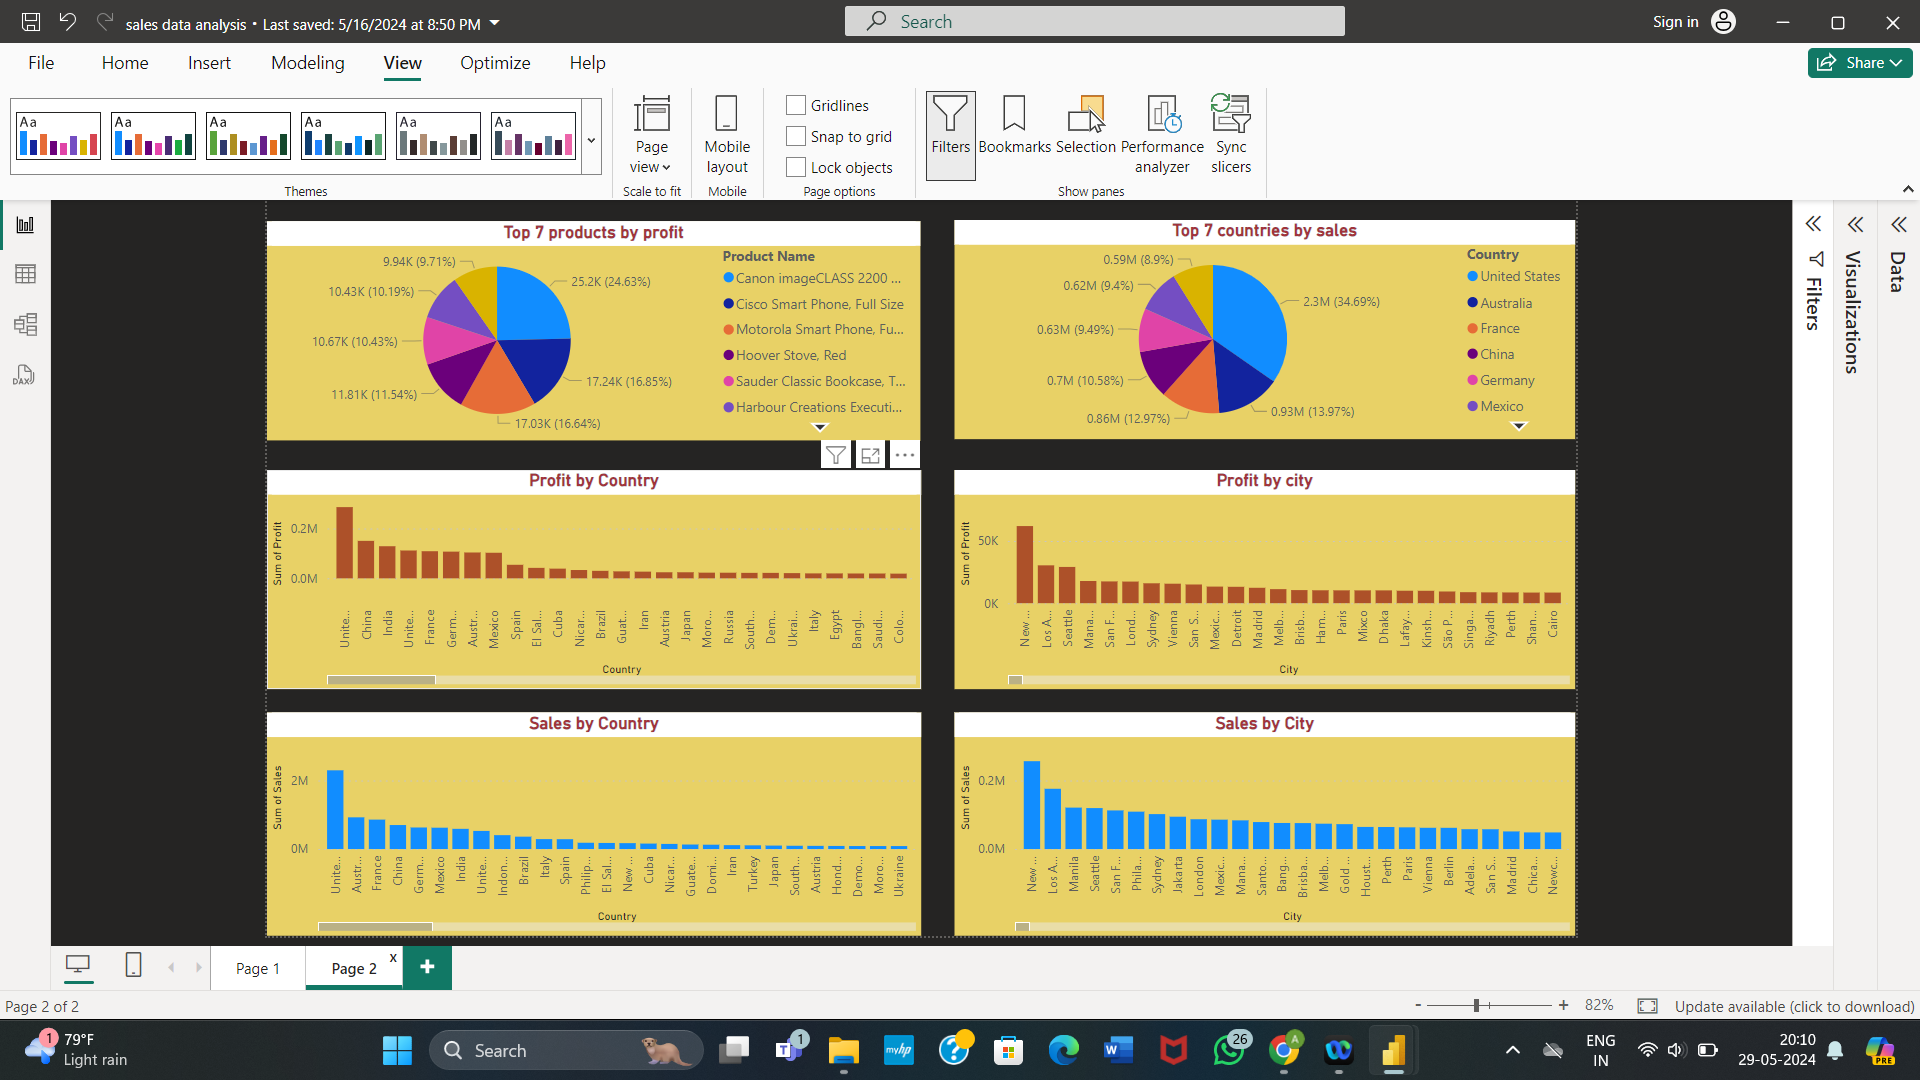 sales data analysis • Last saved: 5/16/2024 at 8:50 PM
Search
Sign in
File
Home
Insert
Modeling
View
Optimize
Help
Share
Aa
Aa
Aa
Aa
Aa
Aa
Themes
Page view
Scale to fit
Mobile layout
Mobile
Gridlines
Snap to grid
Lock objects
Page options
Filters
Bookmarks
Selection
Performance analyzer
Sync slicers
Show panes
Top 7 products by profit
9.94K (9.71%)
25.2K (24.63%)
10.43K (10.19%)
10.67K (10.43%)
17.24K (16.85%)
11.81K (11.54%)
17.03K (16.64%)
Product Name
Canon imageCLASS 2200 ...
Cisco Smart Phone, Full Size
Motorola Smart Phone, Fu...
Hoover Stove, Red
Sauder Classic Bookcase, T...
Harbour Creations Executi...
Top 7 countries by sales
0.59M (8.9%)
0.62M (9.4%)
2.3M (34.69%)
0.63M (9.49%)
0.7M (10.58%)
0.93M (13.97%)
0.86M (12.97%)
Country
United States
Australia
France
China
Germany
Mexico
Filters
Visualizations
Data
DAX
Profit by Country
Sum of Profit
0.2M
0.0M
Unite...
China
India
Unite...
France
Germ...
Austr...
Mexico
Spain
El Sal...
Cuba
Nicar...
Brazil
Guat...
Iran
Austria
Japan
Moro...
Russia
South...
Dem...
Ukrai...
Italy
Egypt
Bangl...
Saudi...
Colo...
Country
Profit by city
Sum of Profit
50K
0K
New ...
Los A...
Seattle
Mana...
San F...
Lond...
Sydney
Vienna
San S...
Mexic...
Detroit
Madrid
Melb...
Brisb...
Ham...
Paris
Mixco
Dhaka
Lafay...
Kinsh...
São P...
Singa...
Riyadh
Perth
Shan...
Cairo
City
Sales by Country
Sum of Sales
2M
0M
Unite...
Austr...
France
China
Germ...
Mexico
India
Unite...
Indon...
Brazil
Italy
Spain
Philip...
El Sal...
New ...
Cuba
Nicar...
Guate...
Domi...
Iran
Turkey
Japan
South...
Austria
Hond...
Demo...
Moro...
Ukraine
Country
Sales by City
Sum of Sales
0.2M
0.0M
New ...
Los A...
Manila
Seattle
San F...
Phila...
Sydney
Jakarta
London
Mexic...
Mana...
Santo...
Bang...
Brisba...
Melb...
Gold ...
Houst...
Perth
Paris
Vienna
Berlin
Adela...
San S...
Madrid
Chica...
Newc...
City
Page 1
Page 2
x
Page 2 of 2
- + 82%
Update available (click to download)
1
79°F
Light rain
Search
1
myhp
26
A
ENG
IN
20:10
29-05-2024
PRE